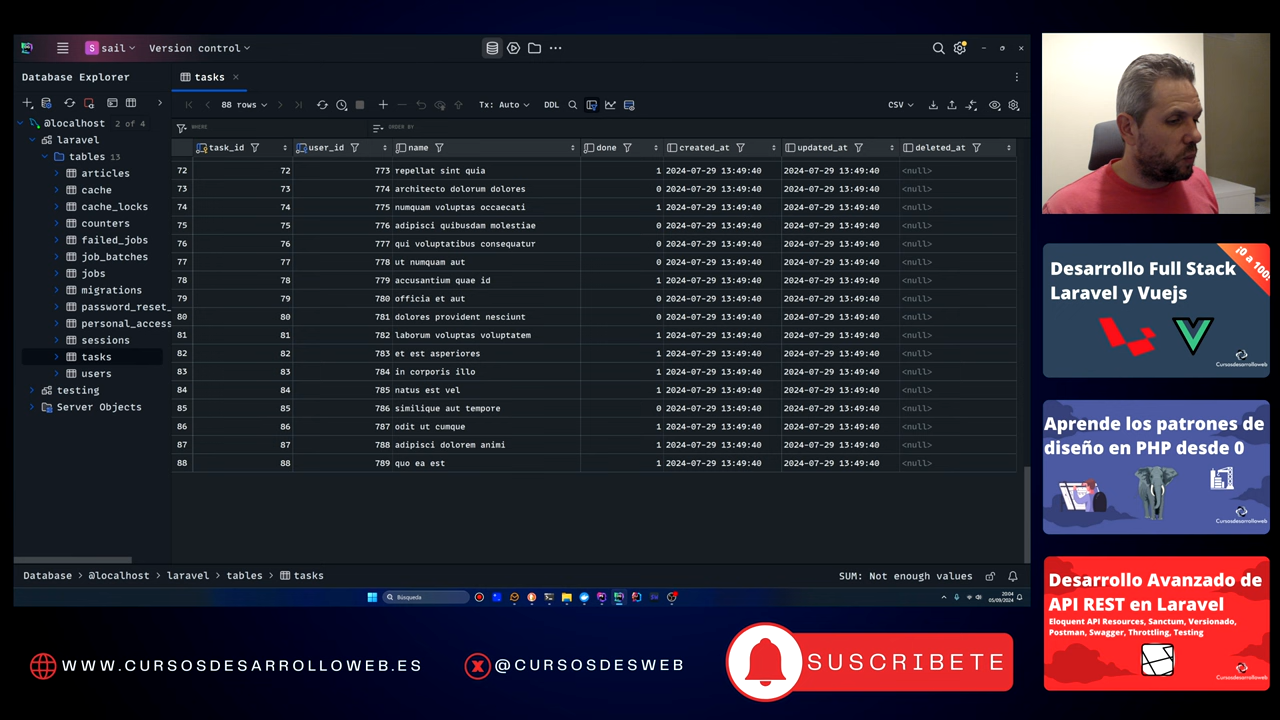 S sail Version control
Database Explorer
tasks
@localhost 2 of 4
laravel
tables 13
articles
cache
cache_locks
counters
failed_jobs
job_batches
jobs
migrations
password_reset_
personal_access
sessions
tasks
users
testing
Server Objects
88 rows Tx: Auto DDL CSV
WHERE ORDER BY
task_id user_id name done created_at updated_at deleted_at
72 72 773 repellat sint quia 1 2024-07-29 13:49:40 2024-07-29 13:49:40 <null>
73 73 774 architecto dolorum dolores 0 2024-07-29 13:49:40 2024-07-29 13:49:40 <null>
74 74 775 numquam voluptas occaecati 1 2024-07-29 13:49:40 2024-07-29 13:49:40 <null>
75 75 776 adipisci quibusdam molestiae 0 2024-07-29 13:49:40 2024-07-29 13:49:40 <null>
76 76 777 qui voluptatibus consequatur 0 2024-07-29 13:49:40 2024-07-29 13:49:40 <null>
77 77 778 ut numquam aut 0 2024-07-29 13:49:40 2024-07-29 13:49:40 <null>
78 78 779 accusantium quae id 1 2024-07-29 13:49:40 2024-07-29 13:49:40 <null>
79 79 780 officia et aut 0 2024-07-29 13:49:40 2024-07-29 13:49:40 <null>
80 80 781 dolores provident nesciunt 0 2024-07-29 13:49:40 2024-07-29 13:49:40 <null>
81 81 782 laborum voluptas voluptatem 1 2024-07-29 13:49:40 2024-07-29 13:49:40 <null>
82 82 783 et est asperiores 1 2024-07-29 13:49:40 2024-07-29 13:49:40 <null>
83 83 784 in corporis illo 1 2024-07-29 13:49:40 2024-07-29 13:49:40 <null>
84 84 785 natus est vel 1 2024-07-29 13:49:40 2024-07-29 13:49:40 <null>
85 85 786 similique aut tempore 0 2024-07-29 13:49:40 2024-07-29 13:49:40 <null>
86 86 787 odit ut cumque 1 2024-07-29 13:49:40 2024-07-29 13:49:40 <null>
87 87 788 adipisci dolorem animi 1 2024-07-29 13:49:40 2024-07-29 13:49:40 <null>
88 88 789 quo ea est 1 2024-07-29 13:49:40 2024-07-29 13:49:40 <null>
Database > @localhost > laravel > tables > tasks
SUM: Not enough values
Búsqueda
20:04
05/09/2024
Desarrollo Full Stack
Laravel y Vuejs
¡0 a 100!
Cursosdesarrolloweb
Aprende los patrones de
diseño en PHP desde 0
Cursosdesarrolloweb
Desarrollo Avanzado de
API REST en Laravel
Eloquent API Resources, Sanctum, Versionado,
Postman, Swagger, Throttling, Testing
Cursosdesarrolloweb
WWW.CURSOSDESARROLLOWEB.ES
X @CURSOSDESWEB
SUSCRIBETE